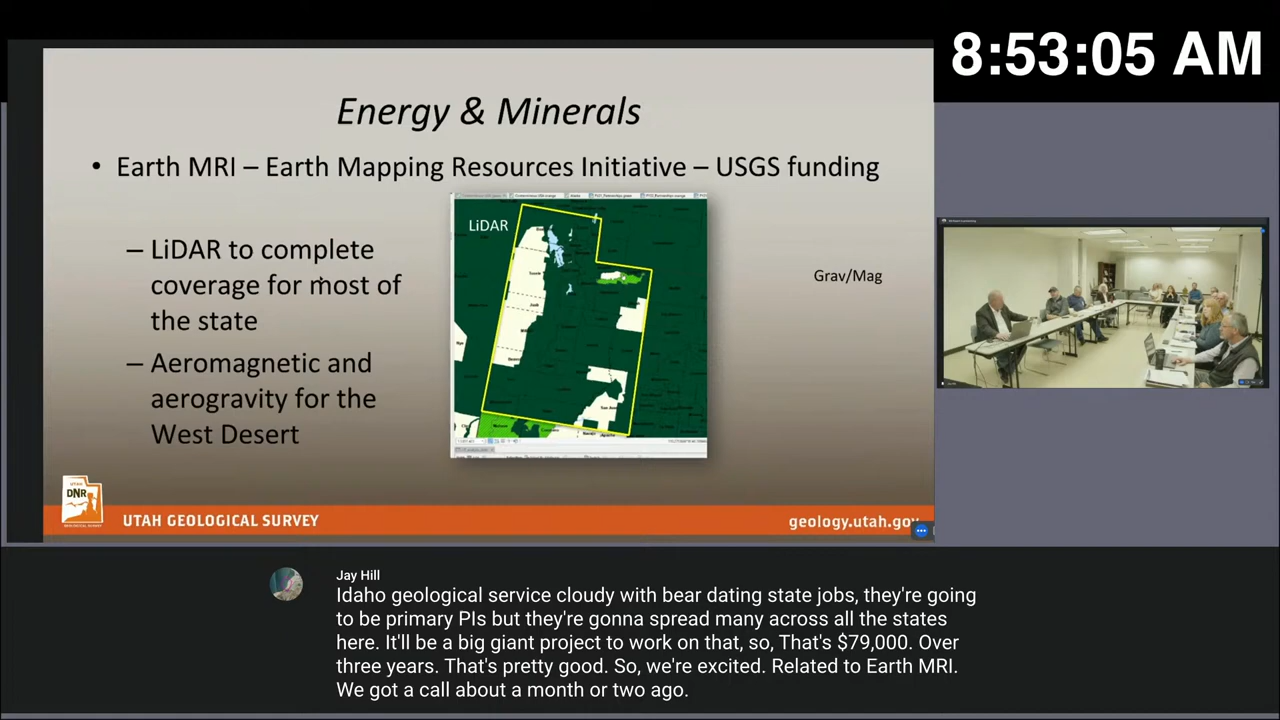 8:53:05 AM
Energy & Minerals
• Earth MRI – Earth Mapping Resources Initiative – USGS funding
LiDAR
– LiDAR to complete
coverage for most of
the state
Grav/Mag
– Aeromagnetic and
aerogravity for the
West Desert
UTAH
DNR
UTAH GEOLOGICAL SURVEY
geology.utah.gov
Jay Hill
Idaho geological service cloudy with bear dating state jobs, they're going
to be primary PIs but they're gonna spread many across all the states
here. It'll be a big giant project to work on that, so, That's $79,000. Over
three years. That's pretty good. So, we're excited. Related to Earth MRI.
We got a call about a month or two ago.